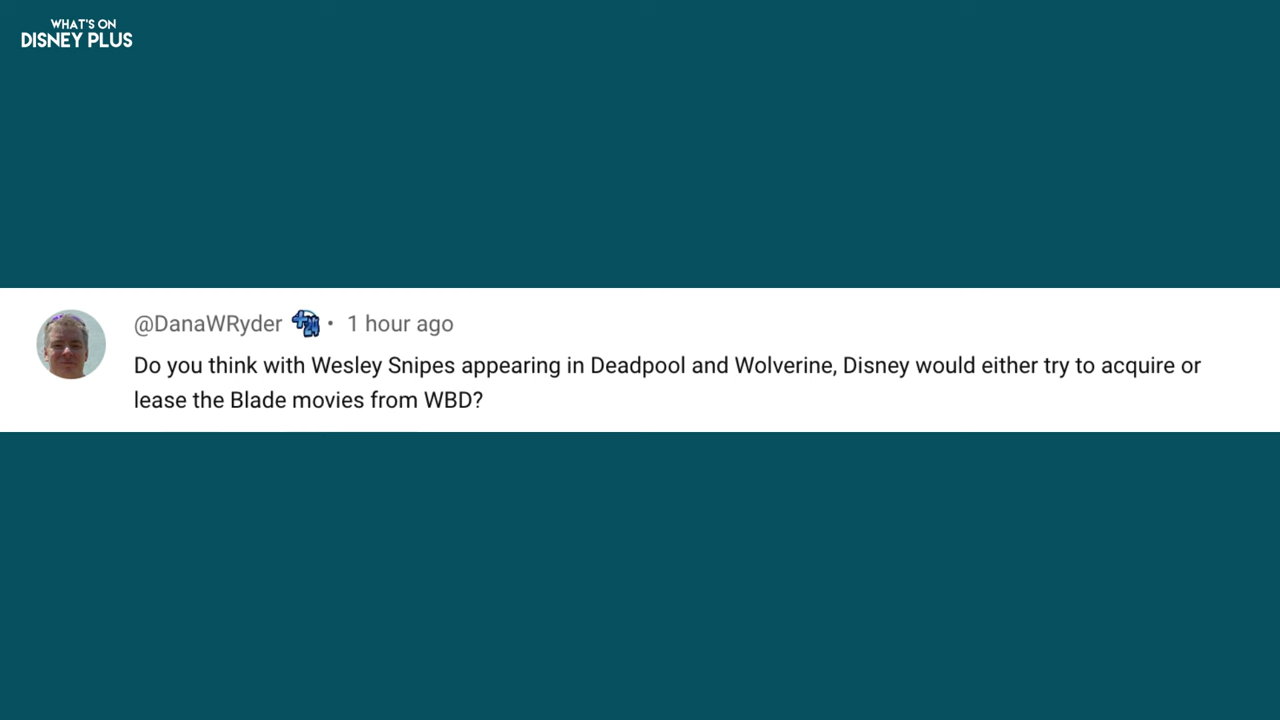 WHAT'S ON
DISNEY PLUS
@DanaWRyder +24 • 1 hour ago
Do you think with Wesley Snipes appearing in Deadpool and Wolverine, Disney would either try to acquire or
lease the Blade movies from WBD?